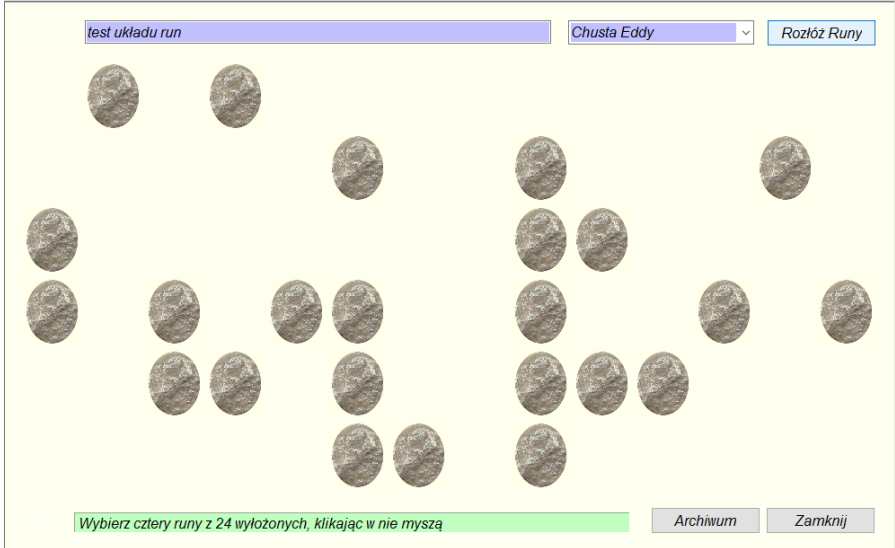 test układu run
Chusta Eddy
Rozłóż Runy
Wybierz cztery runy z 24 wyłożonych, klikając w nie myszą
Archiwum
Zamknij